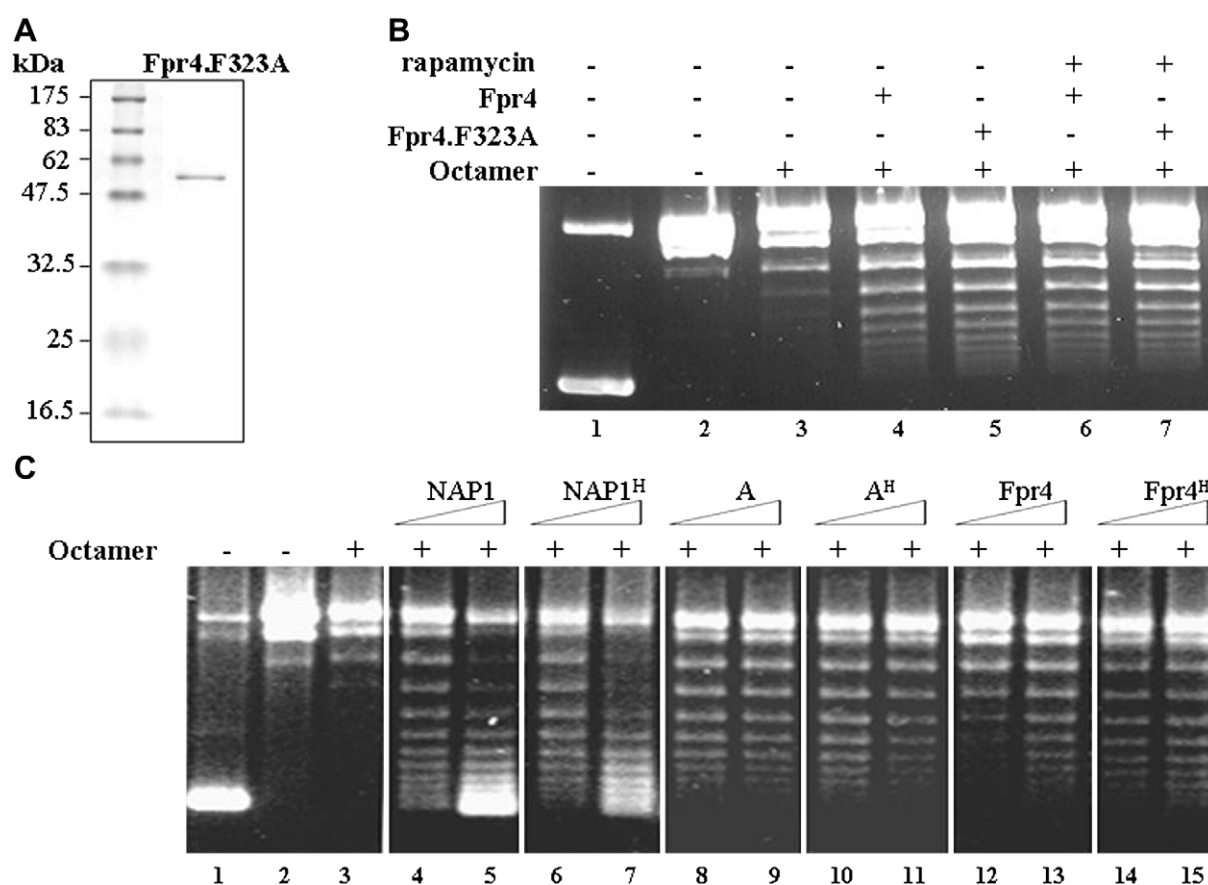 A
kDa Fpr4.F323A
175
83
62
47.5
32.5
25
16.5
B
rapamycin - - - - - + +
Fpr4 - - - + - + -
Fpr4.F323A - - - - + - +
Octamer - - + + + + +
1 2 3 4 5 6 7
C
NAP1 NAP1ᴴ A Aᴴ Fpr4 Fpr4ᴴ
Octamer - - + + + + + + + + + + + + +
1 2 3 4 5 6 7 8 9 10 11 12 13 14 15